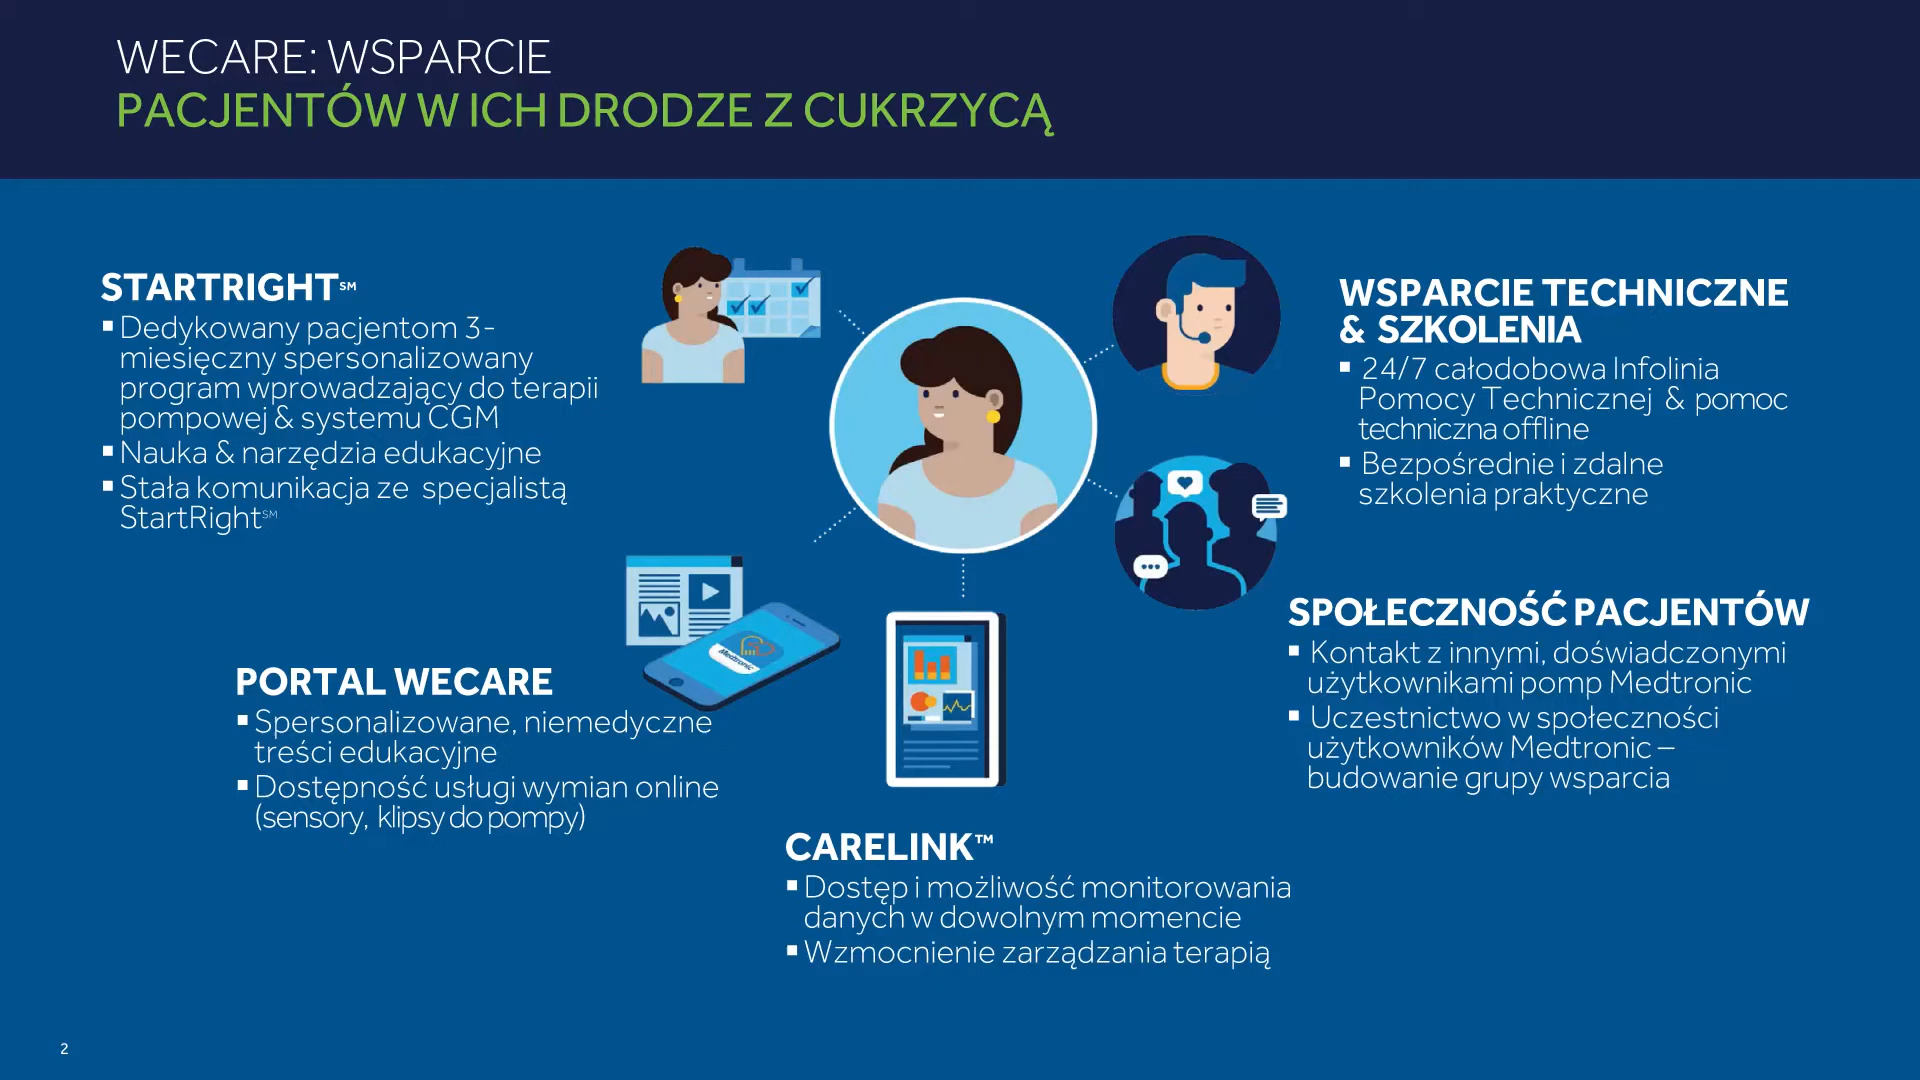 WECARE: WSPARCIE
PACJENTÓW W ICH DRODZE Z CUKRZYCĄ
STARTRIGHT℠
▪ Dedykowany pacjentom 3-
miesięczny spersonalizowany
program wprowadzający do terapii
pompowej & systemu CGM
▪ Nauka & narzędzia edukacyjne
▪ Stała komunikacja ze specjalistą
StartRight℠
WSPARCIE TECHNICZNE
& SZKOLENIA
▪ 24/7 całodobowa Infolinia
Pomocy Technicznej & pomoc
techniczna offline
▪ Bezpośrednie i zdalne
szkolenia praktyczne
PORTAL WECARE
▪ Spersonalizowane, niemedyczne
treści edukacyjne
▪ Dostępność usługi wymian online
(sensory, klipsy do pompy)
Medtronic
SPOŁECZNOŚĆ PACJENTÓW
▪ Kontakt z innymi, doświadczonymi
użytkownikami pomp Medtronic
▪ Uczestnictwo w społeczności
użytkowników Medtronic –
budowanie grupy wsparcia
CARELINK™
▪ Dostęp i możliwość monitorowania
danych w dowolnym momencie
▪ Wzmocnienie zarządzania terapią
2